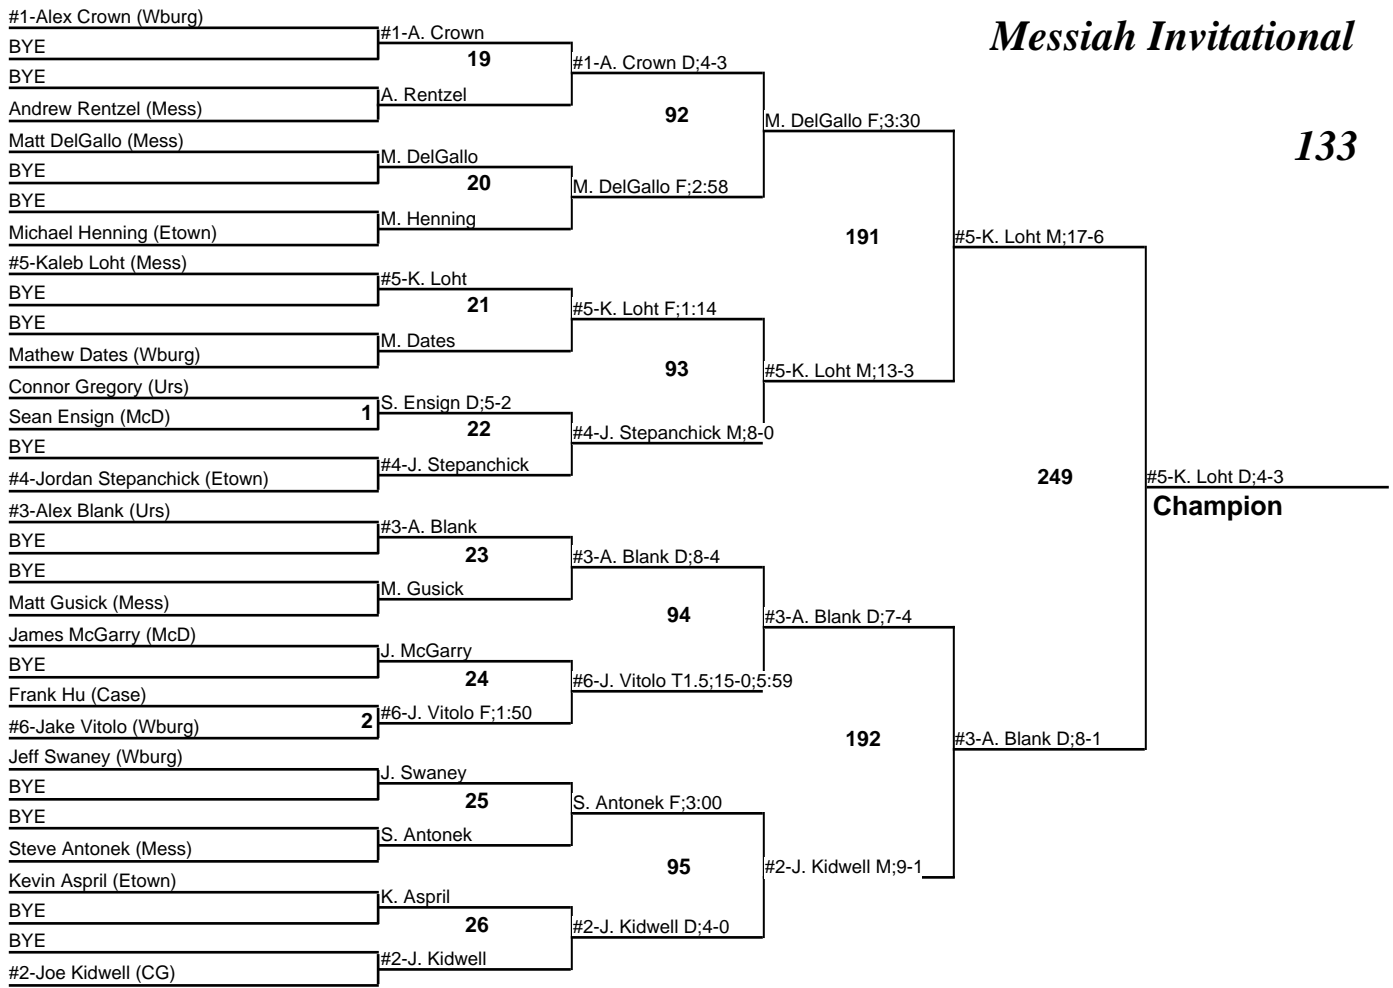 Messiah Invitational
133
#1-Alex Crown (Wburg)
BYE
BYE
Andrew Rentzel (Mess)
Matt DelGallo (Mess)
BYE
BYE
Michael Henning (Etown)
#5-Kaleb Loht (Mess)
BYE
BYE
Mathew Dates (Wburg)
Connor Gregory (Urs)
Sean Ensign (McD)
BYE
#4-Jordan Stepanchick (Etown)
#3-Alex Blank (Urs)
BYE
BYE
Matt Gusick (Mess)
James McGarry (McD)
BYE
Frank Hu (Case)
#6-Jake Vitolo (Wburg)
Jeff Swaney (Wburg)
BYE
BYE
Steve Antonek (Mess)
Kevin Aspril (Etown)
BYE
BYE
#2-Joe Kidwell (CG)
1
2
#1-A. Crown
19
A. Rentzel
M. DelGallo
20
M. Henning
#5-K. Loht
21
M. Dates
S. Ensign D;5-2
22
#4-J. Stepanchick
#3-A. Blank
23
M. Gusick
J. McGarry
24
#6-J. Vitolo F;1:50
J. Swaney
25
S. Antonek
K. Aspril
26
#2-J. Kidwell
#1-A. Crown D;4-3
92
M. DelGallo F;2:58
#5-K. Loht F;1:14
93
#4-J. Stepanchick M;8-0
#3-A. Blank D;8-4
94
#6-J. Vitolo T1.5;15-0;5:59
S. Antonek F;3:00
95
#2-J. Kidwell D;4-0
M. DelGallo F;3:30
191
#5-K. Loht M;13-3
#3-A. Blank D;7-4
192
#2-J. Kidwell M;9-1
#5-K. Loht M;17-6
249
#3-A. Blank D;8-1
#5-K. Loht D;4-3
Champion